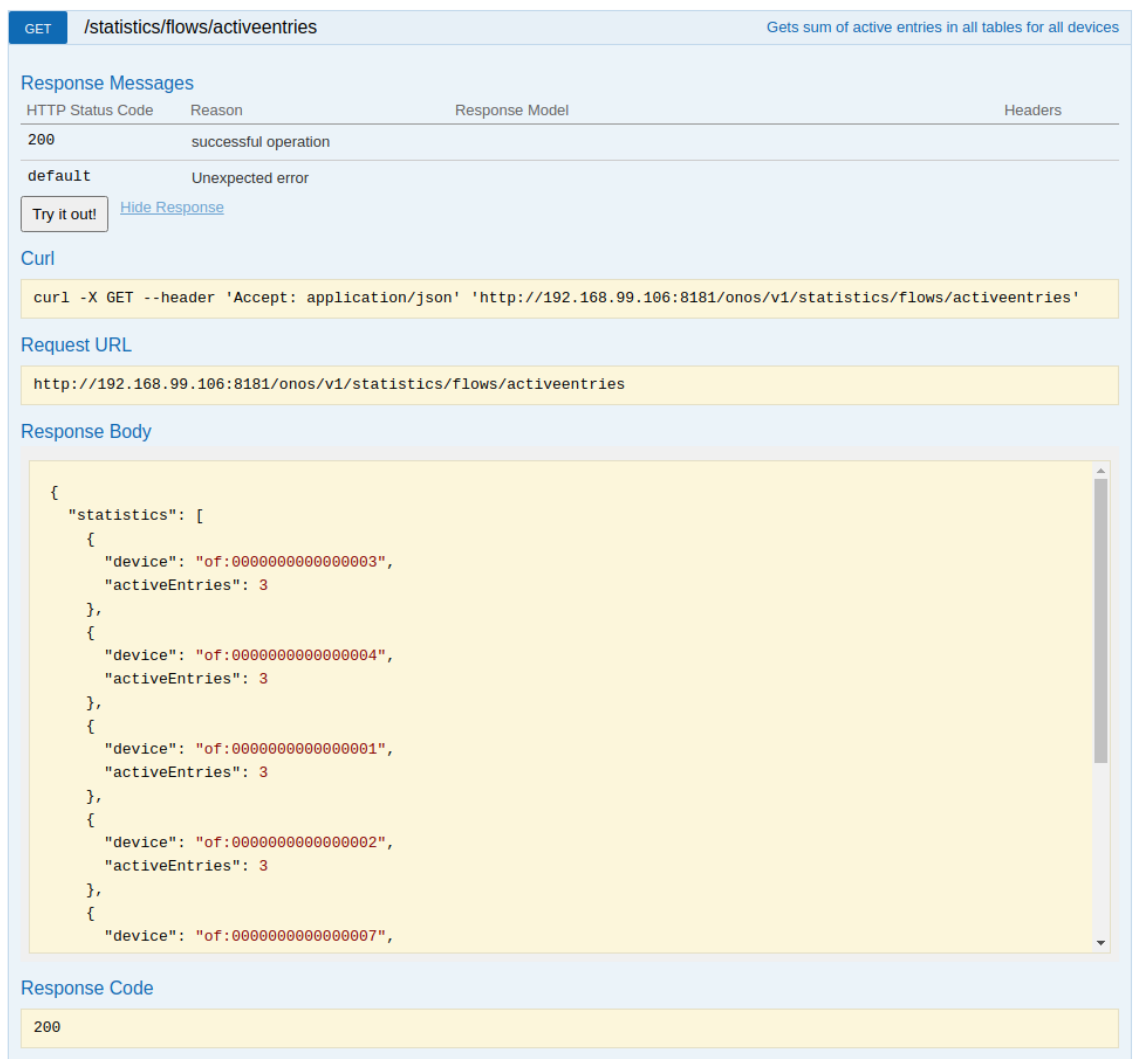 GET /statistics/flows/activeentries Gets sum of active entries in all tables for all devices
Response Messages
HTTP Status Code Reason Response Model Headers
200 successful operation
default Unexpected error
Try it out! Hide Response
Curl
curl -X GET --header 'Accept: application/json' 'http://192.168.99.106:8181/onos/v1/statistics/flows/activeentries'
Request URL
http://192.168.99.106:8181/onos/v1/statistics/flows/activeentries
Response Body
{
"statistics": [
{
"device": "of:0000000000000003",
"activeEntries": 3
},
{
"device": "of:0000000000000004",
"activeEntries": 3
},
{
"device": "of:0000000000000001",
"activeEntries": 3
},
{
"device": "of:0000000000000002",
"activeEntries": 3
},
{
"device": "of:0000000000000007",
Response Code
200